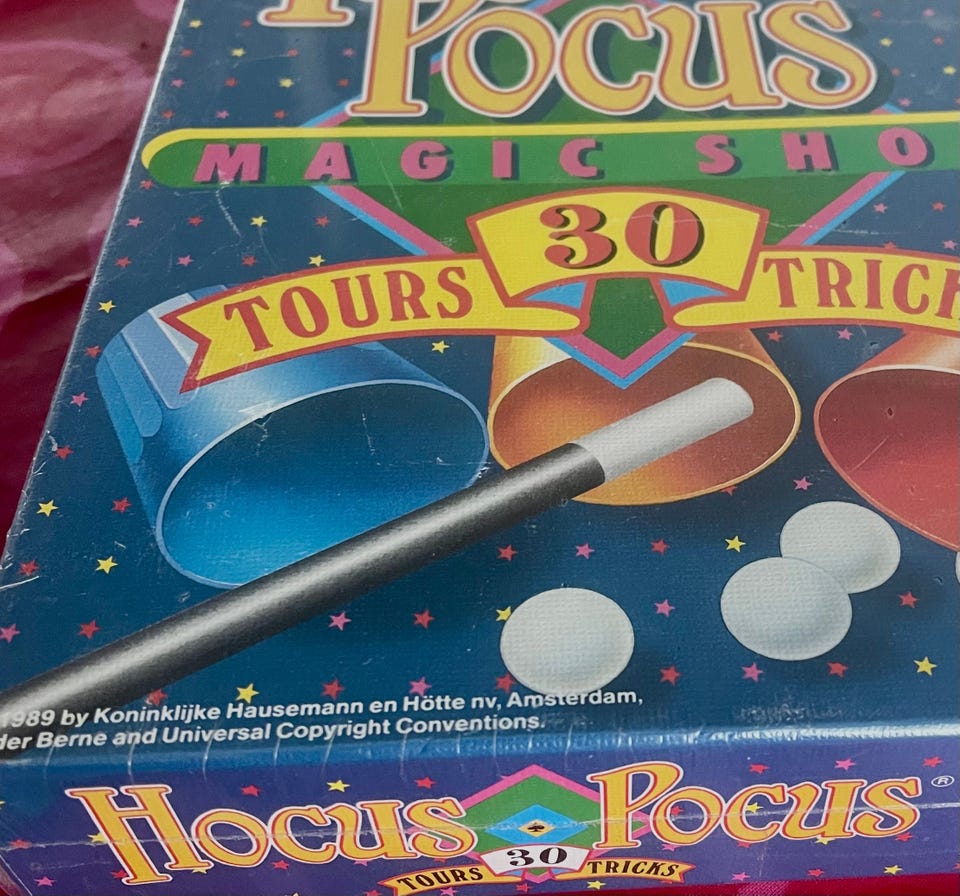 POCUS
MAGIC SHO
30
TOURS TRICK
1989 by Koninklijke Hausemann en Hötte nv, Amsterdam,
der Berne and Universal Copyright Conventions.
HOCUS POCUS®
30
TOURS TRICKS